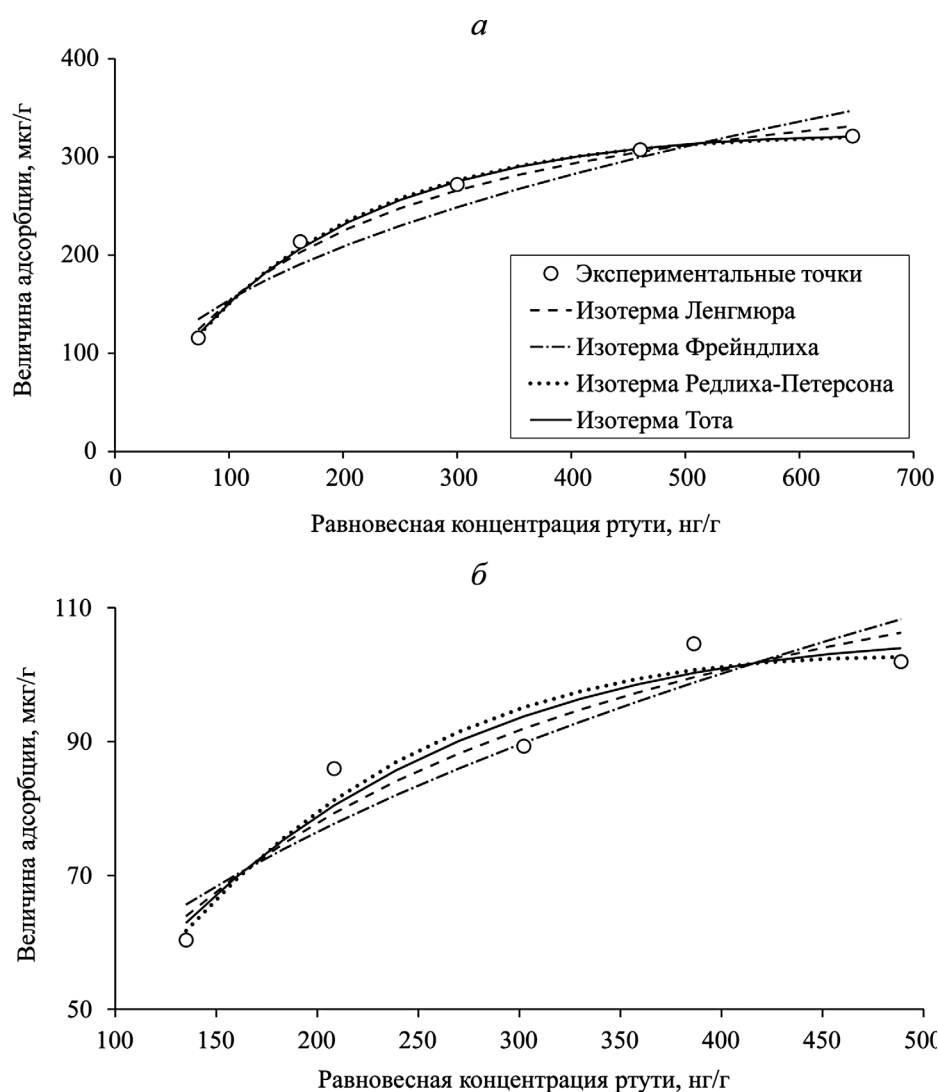 а
400
300
200
100
0
Величина адсорбции, мкг/г
Экспериментальные точки
Изотерма Ленгмюра
Изотерма Фрейндлиха
Изотерма Редлиха-Петерсона
Изотерма Тота
0 100 200 300 400 500 600 700
Равновесная концентрация ртути, нг/г
б
110
90
70
50
Величина адсорбции, мкг/г
100 150 200 250 300 350 400 450 500
Равновесная концентрация ртути, нг/г